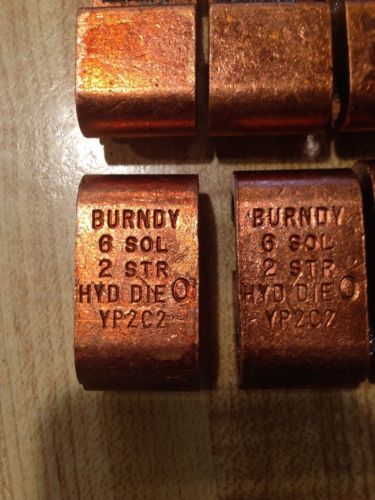 BURNDY
6 SOL
2 STR
HYD DIE O
YP2C2
BURNDY
6 SOL
2 STR
HYD DIE O
YP2C2